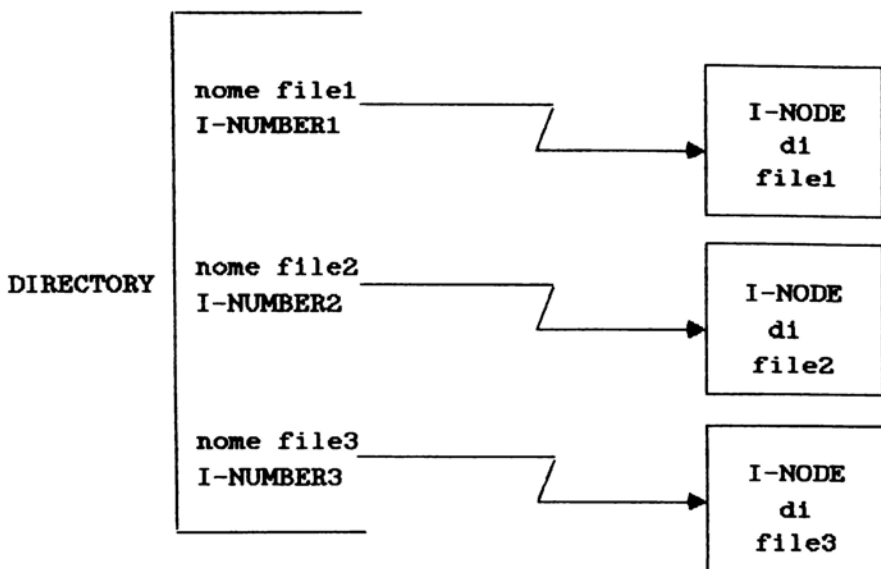 nome file1
I-NUMBER1
I-NODE
di
file1
DIRECTORY
nome file2
I-NUMBER2
I-NODE
di
file2
nome file3
I-NUMBER3
I-NODE
di
file3